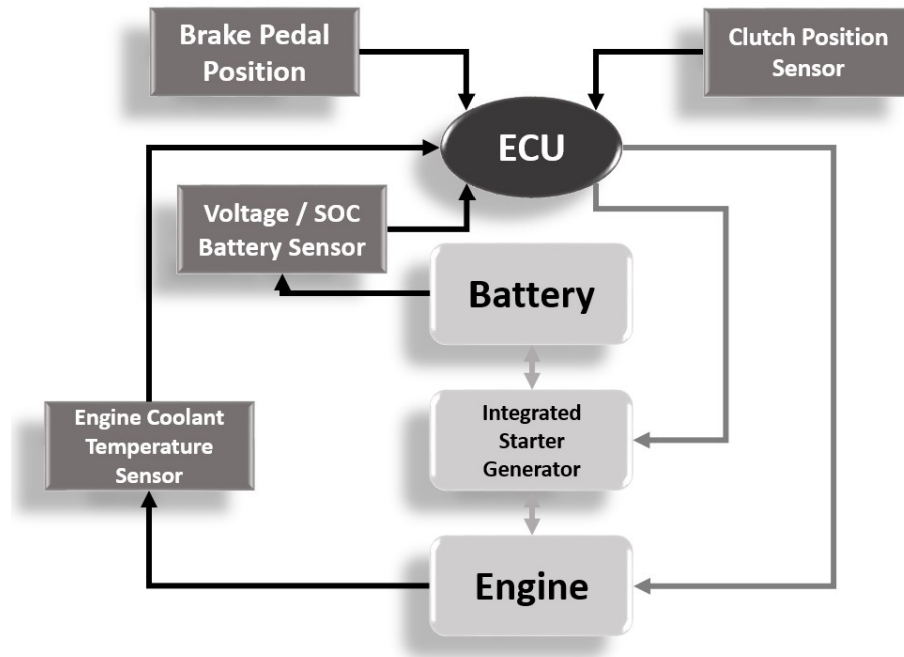 Brake Pedal
Position
Clutch Position
Sensor
ECU
Voltage / SOC
Battery Sensor
Battery
Engine Coolant
Temperature
Sensor
Integrated
Starter
Generator
Engine